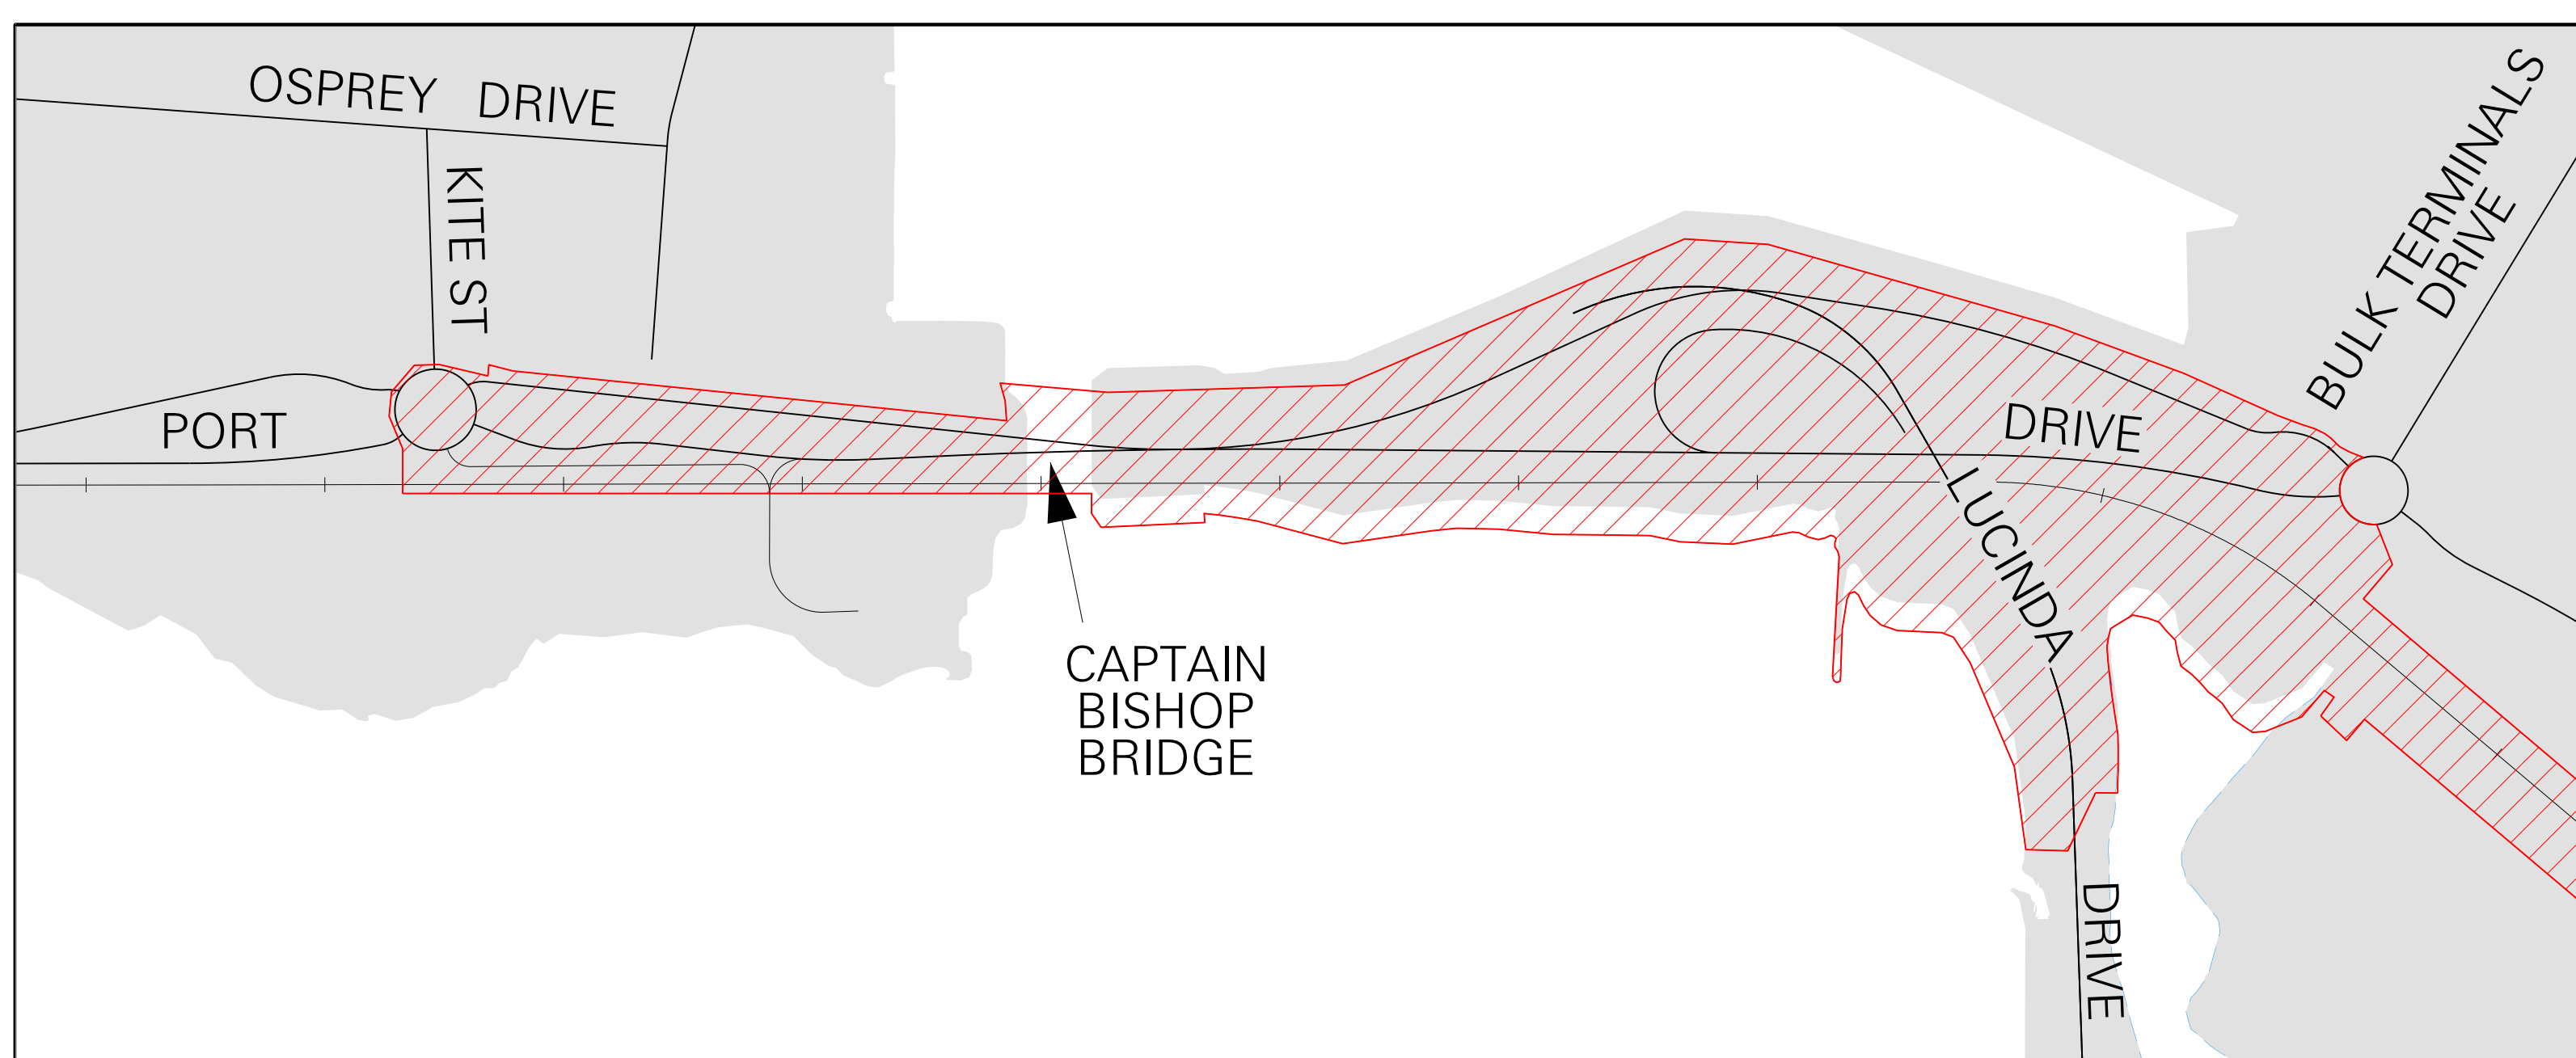 OSPREY DRIVE
KITE ST
PORT
DRIVE
BULK TERMINALS
DRIVE
LUCINDA
DRIVE
CAPTAIN
BISHOP
BRIDGE